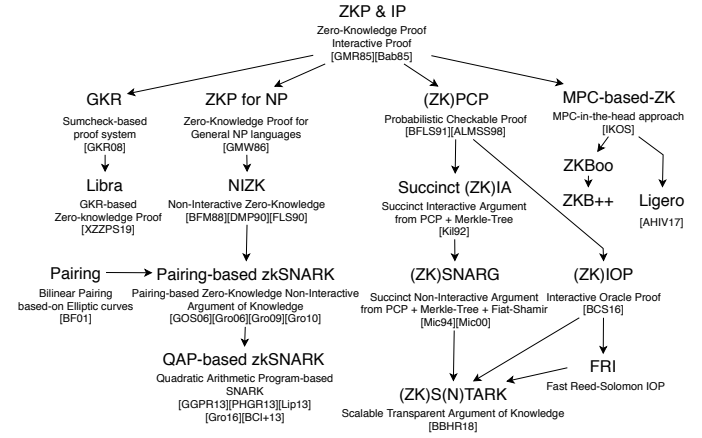 ZKP & IP
Zero-Knowledge Proof
Interactive Proof
[GMR85][Bab85]
GKR
Sumcheck-based
proof system
[GKR08]
ZKP for NP
Zero-Knowledge Proof for
General NP languages
[GMW86]
(ZK)PCP
Probabilistic Checkable Proof
[BFLS91][ALMSS98]
MPC-based-ZK
MPC-in-the-head approach
[IKOS]
ZKBoo
ZKB++
Ligero
[AHIV17]
Libra
GKR-based
Zero-knowledge Proof
[XZZPS19]
NIZK
Non-Interactive Zero-Knowledge
[BFM88][DMP90][FLS90]
Succinct (ZK)IA
Succinct Interactive Argument
from PCP + Merkle-Tree
[Kil92]
Pairing
Bilinear Pairing
based-on Elliptic curves
[BF01]
Pairing-based zkSNARK
Pairing-based Zero-Knowledge Non-Interactive
Argument of Knowledge
[GOS06][Gro06][Gro09][Gro10]
(ZK)SNARG
Succinct Non-Interactive Argument
from PCP + Merkle-Tree + Fiat-Shamir
[Mic94][Mic00]
(ZK)IOP
Interactive Oracle Proof
[BCS16]
QAP-based zkSNARK
Quadratic Arithmetic Program-based
SNARK
[GGPR13][PHGR13][Lip13]
[Gro16][BCI+13]
FRI
Fast Reed-Solomon IOP
(ZK)S(N)TARK
Scalable Transparent Argument of Knowledge
[BBHR18]